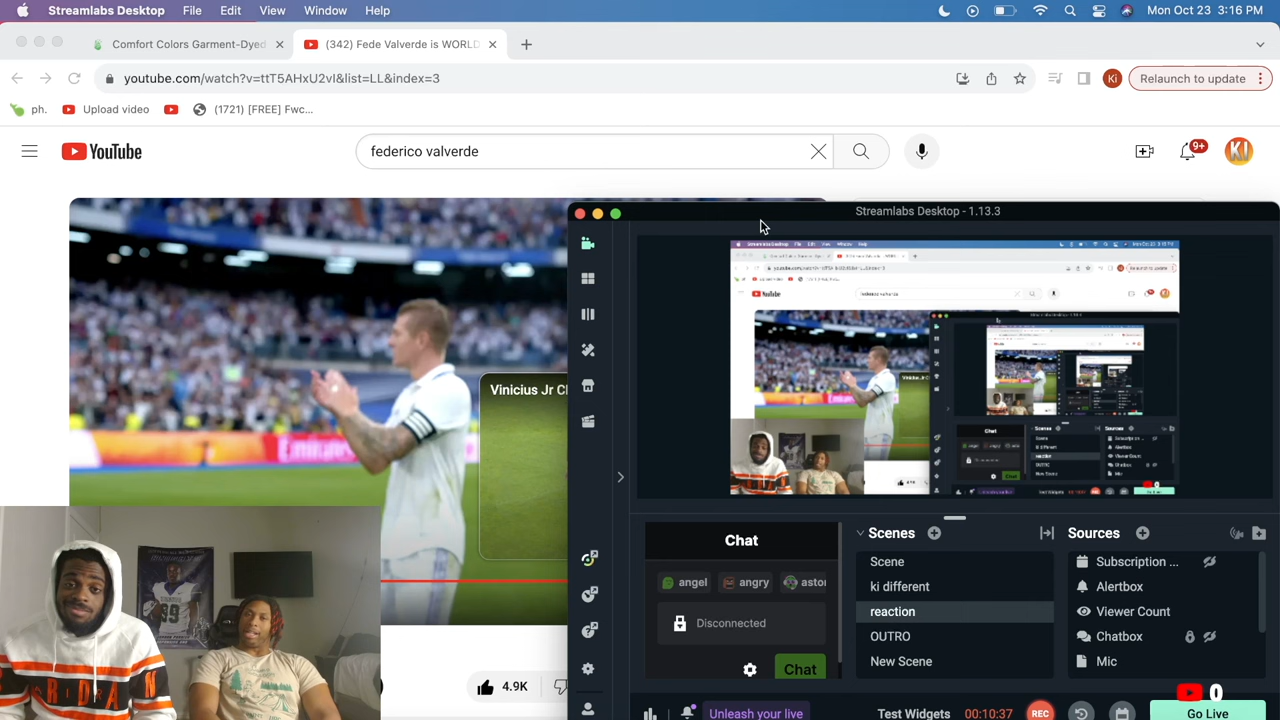 Streamlabs Desktop File Edit View Window Help Mon Oct 23 3:16 PM
Comfort Colors Garment-Dyed (342) Fede Valverde is WORLD
youtube.com/watch?v=ttT5AHxU2vI&list=LL&index=3 Ki Relaunch to update
ph. Upload video (1721) [FREE] Fwc...
YouTube federico valverde 9+ KI
Streamlabs Desktop - 1.13.3
Vinicius Jr C
Chat
angel angry astor
Disconnected
Chat
Scenes
Scene
ki different
reaction
OUTRO
New Scene
Sources
Subscription ...
Alertbox
Viewer Count
Chatbox
Mic
39
4.9K
0
Unleash your live Test Widgets 00:10:37 REC Go Live